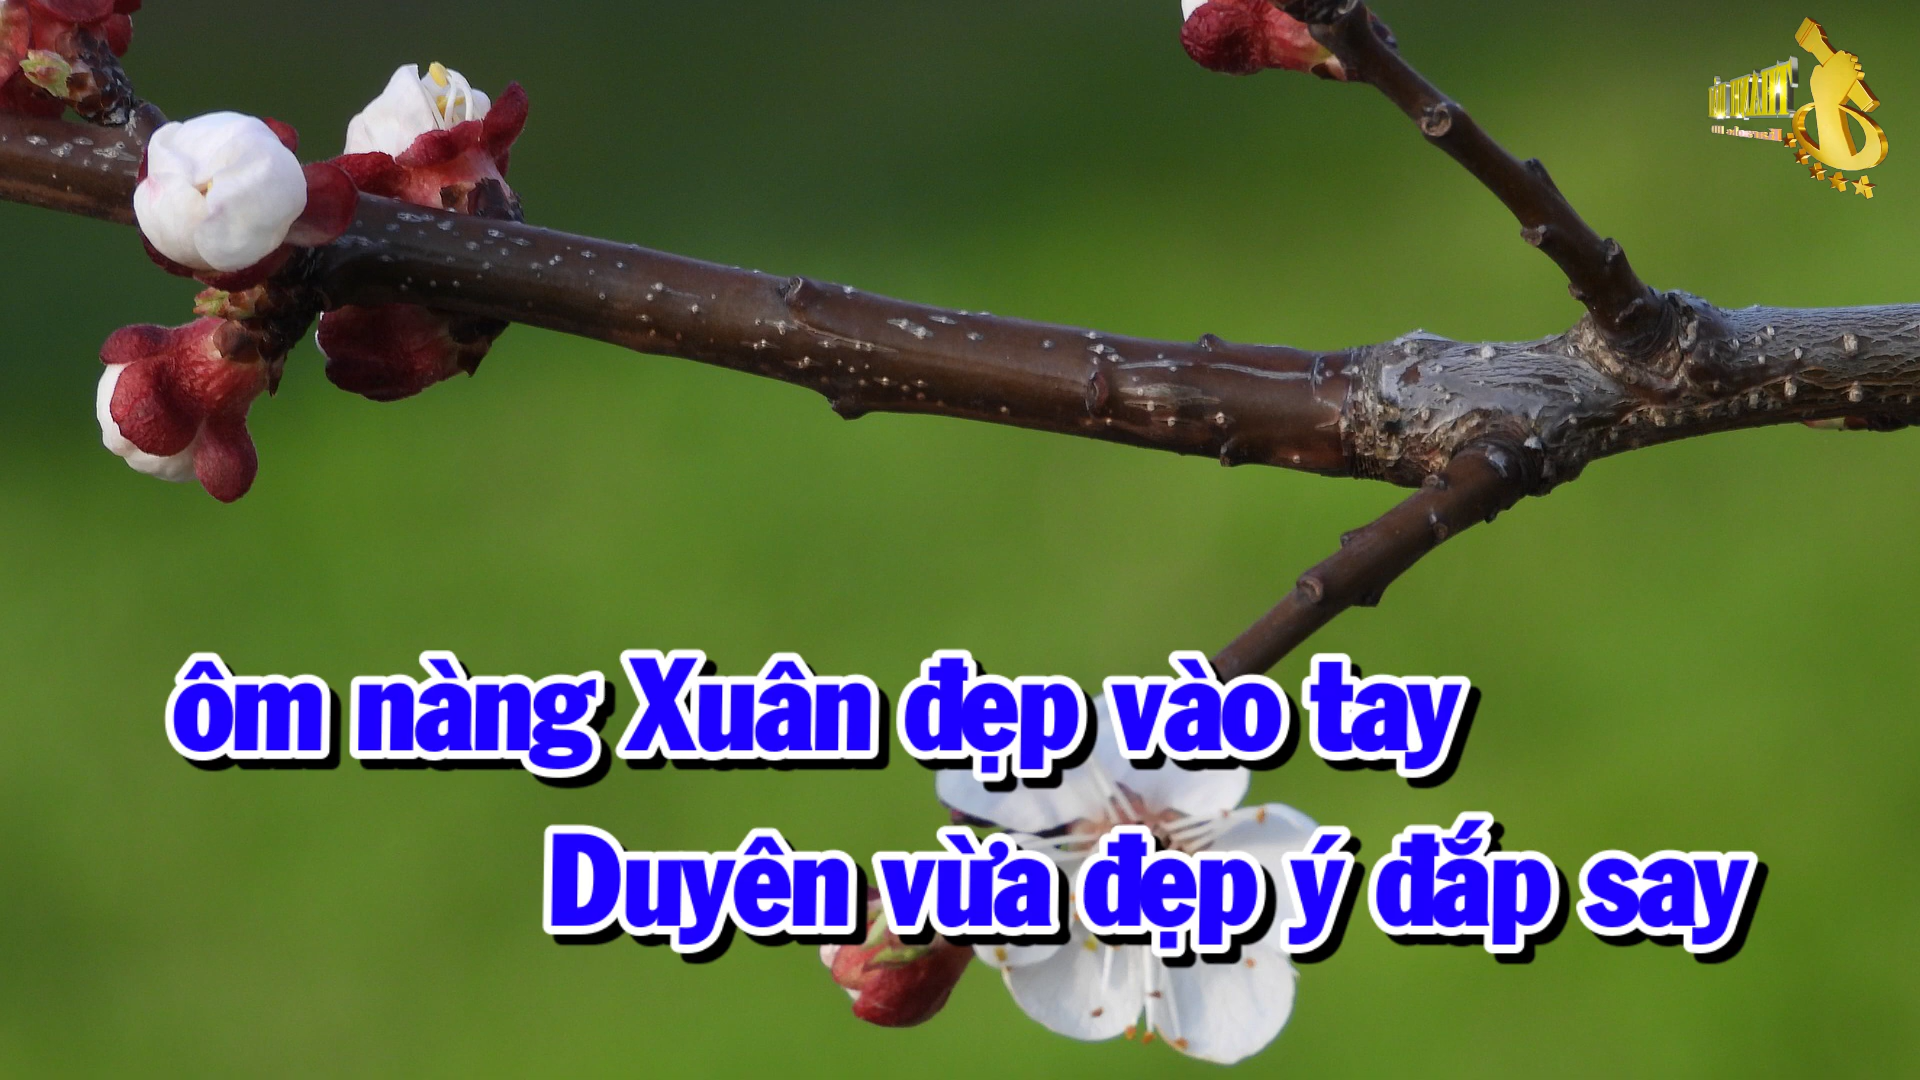 ôm nàng Xuân đẹp vào tay
Duyên vừa đẹp ý đắp say